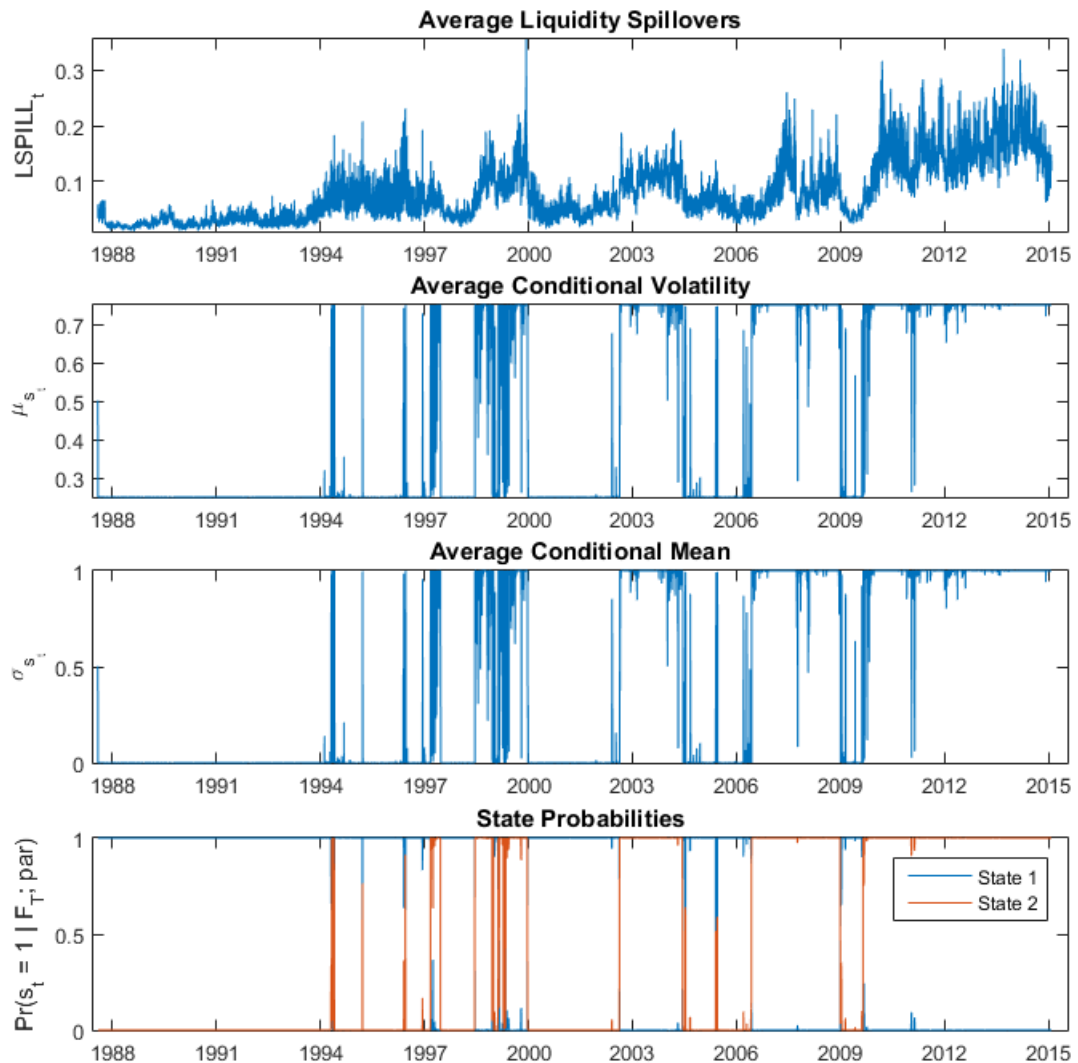 Average Liquidity Spillovers
LSPILL_t
0.3
0.2
0.1
1988 1991 1994 1997 2000 2003 2006 2009 2012 2015
Average Conditional Volatility
μ_s_t
0.7
0.6
0.5
0.4
0.3
1988 1991 1994 1997 2000 2003 2006 2009 2012 2015
Average Conditional Mean
σ_s_t
1
0.5
0
1988 1991 1994 1997 2000 2003 2006 2009 2012 2015
State Probabilities
Pr(s_t = 1 | F_T; par)
1
0.5
0
State 1
State 2
1988 1991 1994 1997 2000 2003 2006 2009 2012 2015